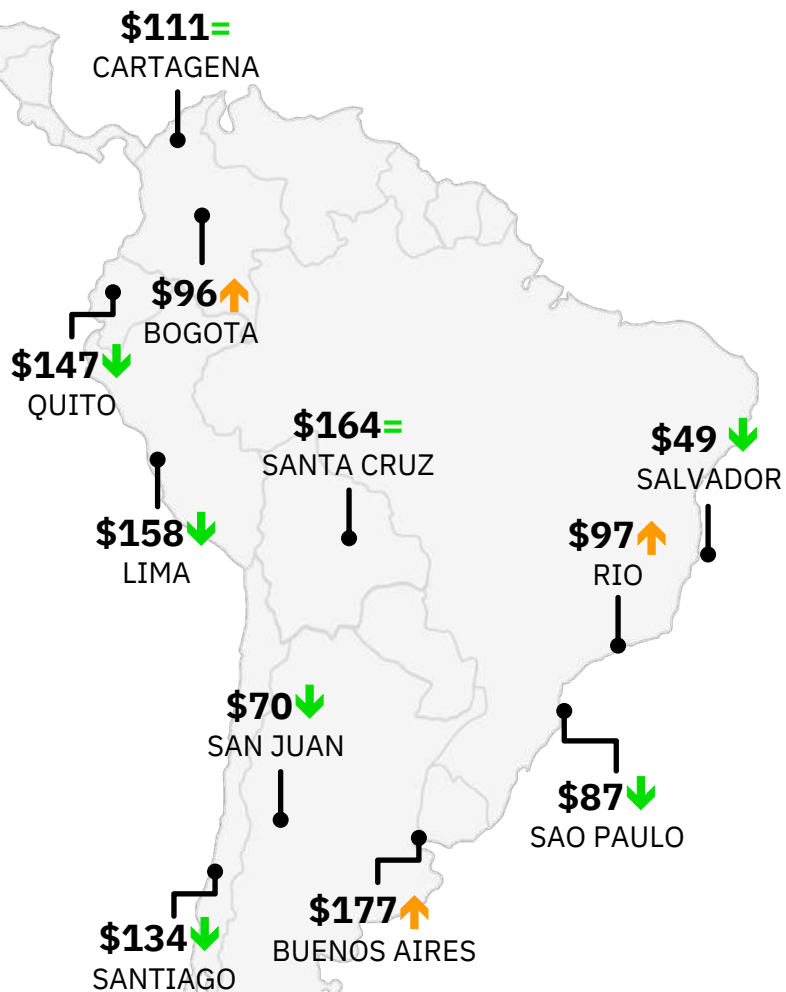 $111=
CARTAGENA
$96
BOGOTA
$147
QUITO
$164=
SANTA CRUZ
$49
SALVADOR
$158
LIMA
$97
RIO
$70
SAN JUAN
$87
SAO PAULO
$177
BUENOS AIRES
$134
SANTIAGO